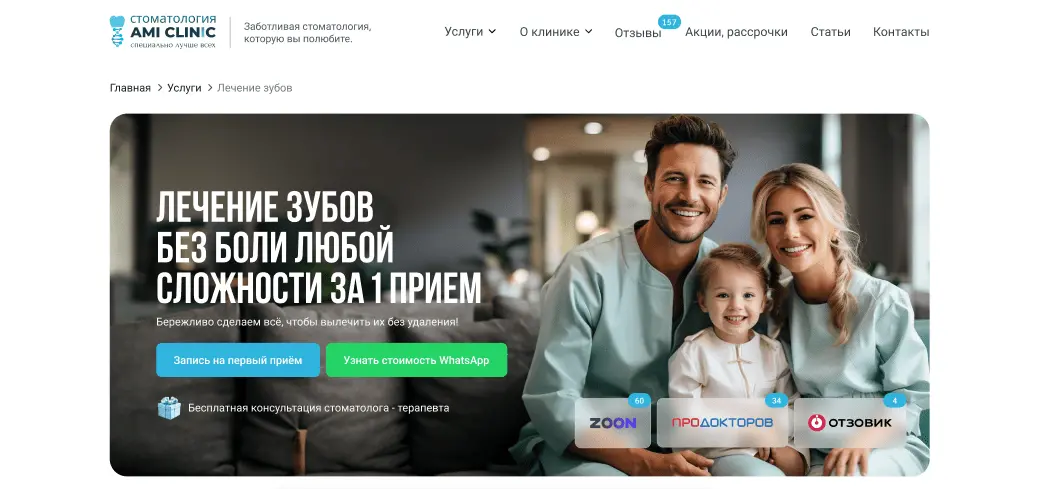 СТОМАТОЛОГИЯ
AMI CLINIC
специально лучше всех
Заботливая стоматология,
которую вы полюбите.
Услуги
О клинике
Отзывы
157
Акции, рассрочки
Статьи
Контакты
Главная > Услуги > Лечение зубов
ЛЕЧЕНИЕ ЗУБОВ
БЕЗ БОЛИ ЛЮБОЙ
СЛОЖНОСТИ ЗА 1 ПРИЕМ
Бережливо сделаем всё, чтобы вылечить их без удаления!
Запись на первый приём
Узнать стоимость WhatsApp
Бесплатная консультация стоматолога - терапевта
ZOON
60
ПРОДОКТОРОВ
34
ОТЗОВИК
4